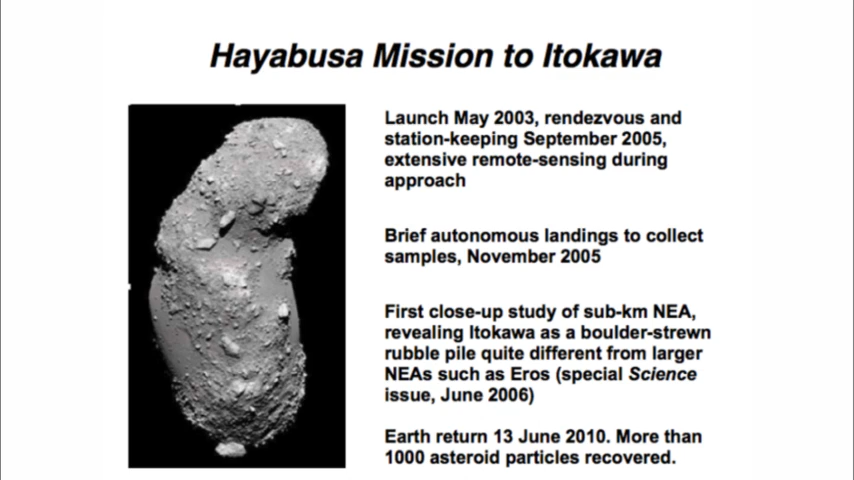 Hayabusa Mission to Itokawa
Launch May 2003, rendezvous and
station-keeping September 2005,
extensive remote-sensing during
approach
Brief autonomous landings to collect
samples, November 2005
First close-up study of sub-km NEA,
revealing Itokawa as a boulder-strewn
rubble pile quite different from larger
NEAs such as Eros (special Science
issue, June 2006)
Earth return 13 June 2010. More than
1000 asteroid particles recovered.